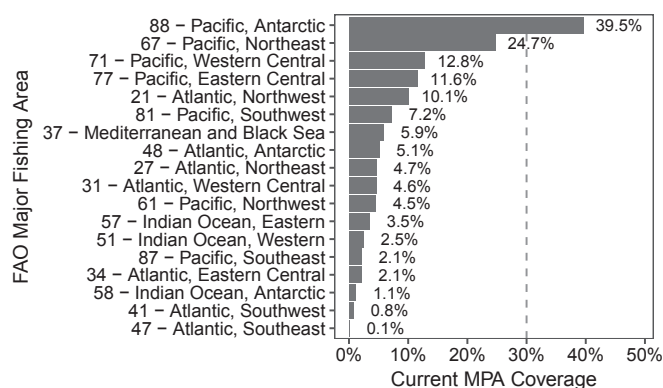 88 − Pacific, Antarctic 39.5%
67 − Pacific, Northeast 24.7%
71 − Pacific, Western Central 12.8%
77 − Pacific, Eastern Central 11.6%
21 − Atlantic, Northwest 10.1%
81 − Pacific, Southwest 7.2%
37 − Mediterranean and Black Sea 5.9%
48 − Atlantic, Antarctic 5.1%
27 − Atlantic, Northeast 4.7%
31 − Atlantic, Western Central 4.6%
61 − Pacific, Northwest 4.5%
57 − Indian Ocean, Eastern 3.5%
51 − Indian Ocean, Western 2.5%
87 − Pacific, Southeast 2.1%
34 − Atlantic, Eastern Central 2.1%
58 − Indian Ocean, Antarctic 1.1%
41 − Atlantic, Southwest 0.8%
47 − Atlantic, Southeast 0.1%
0% 10% 20% 30% 40% 50%
Current MPA Coverage
FAO Major Fishing Area